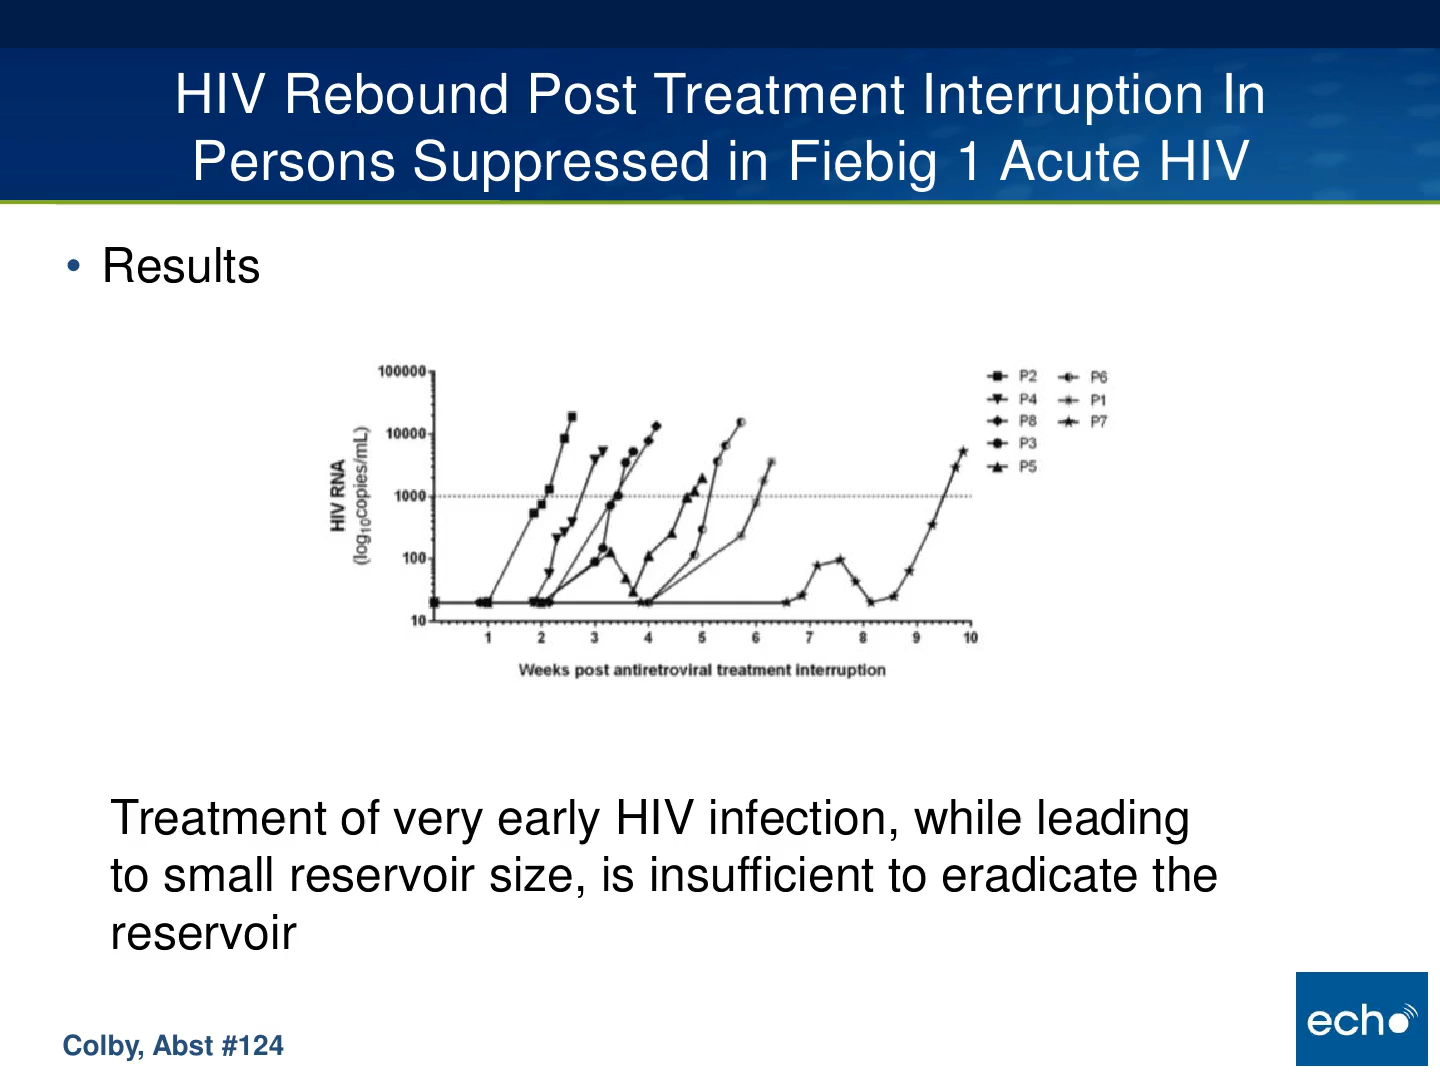 HIV Rebound Post Treatment Interruption In
Persons Suppressed in Fiebig 1 Acute HIV
• Results
100000
10000
1000
100
10
HIV RNA
(log10copies/mL)
1 2 3 4 5 6 7 8 9 10
Weeks post antiretroviral treatment interruption
P2 P6
P4 P1
P8 P7
P3
P5
Treatment of very early HIV infection, while leading
to small reservoir size, is insufficient to eradicate the
reservoir
Colby, Abst #124
echo